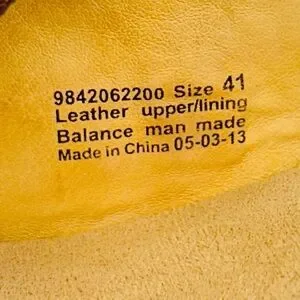 9842062200 Size 41
Leather upper/lining
Balance man made
Made in China 05-03-13